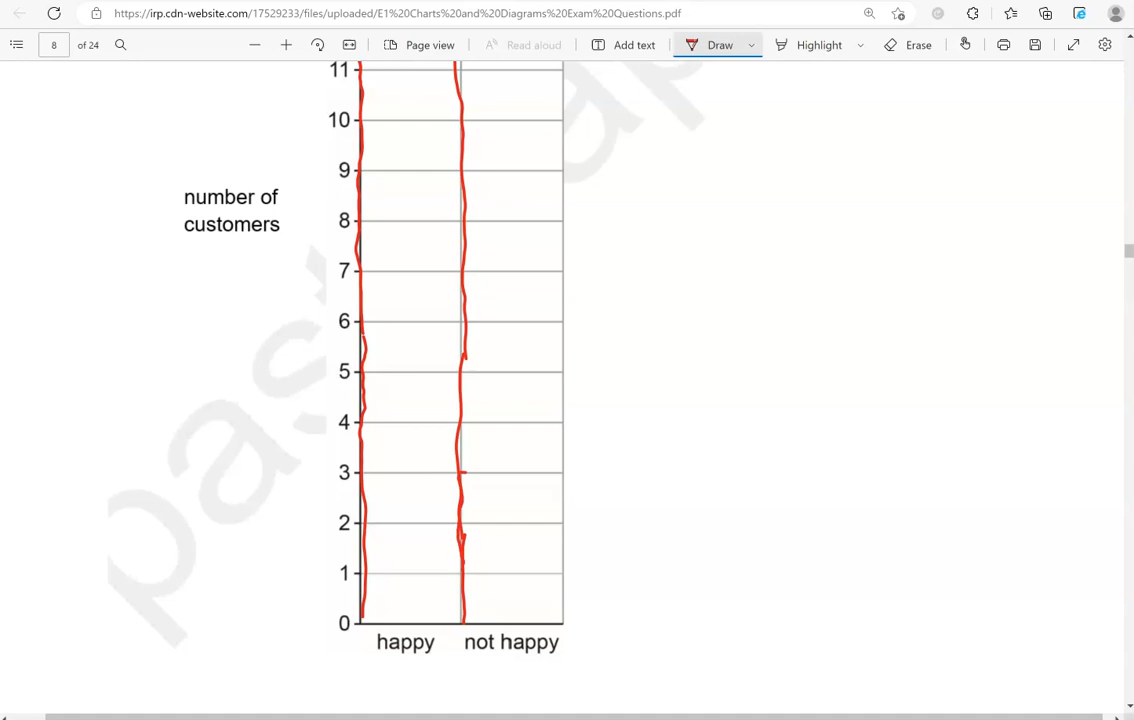 https://irp.cdn-website.com/17529233/files/uploaded/E1%20Charts%20and%20Diagrams%20Exam%20Questions.pdf
8 of 24 Page view Read aloud Add text Draw Highlight Erase
11
10
9
number of
customers
8
7
6
5
4
3
2
1
0
happy not happy